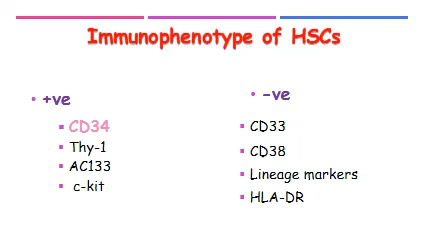 Immunophenotype of HSCs
• +ve
▪ CD34
▪ Thy-1
▪ AC133
▪ c-kit
• -ve
▪ CD33
▪ CD38
▪ Lineage markers
▪ HLA-DR